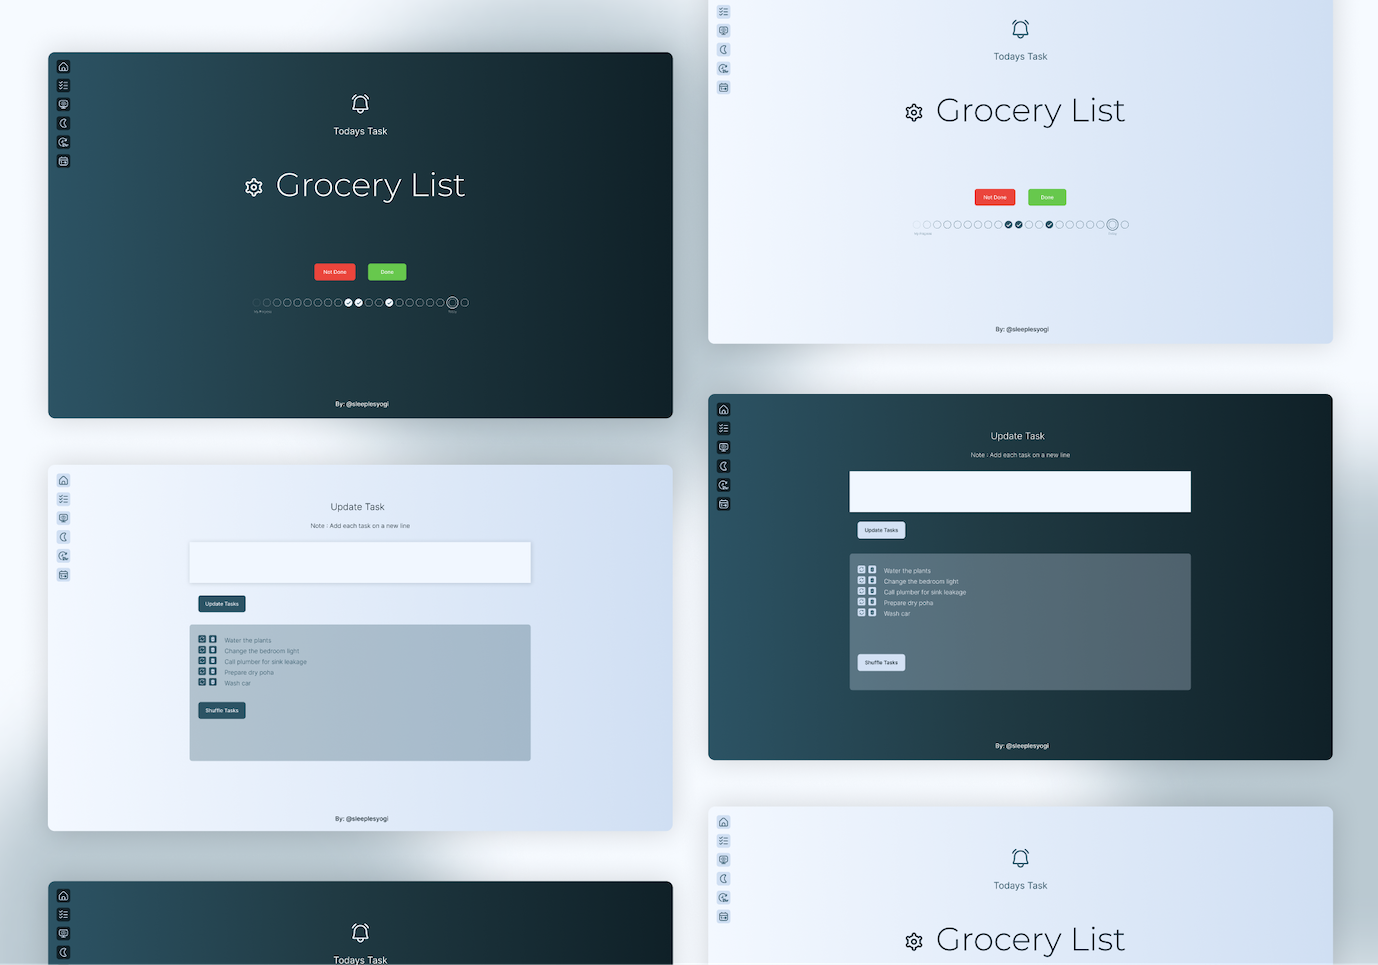 Todays Task
Grocery List
Not Done
Done
Today
By: @sleeplesyogi
Update Task
Note : Add each task on a new line
Update Tasks
Water the plants
Change the bedroom light
Call plumber for sink leakage
Prepare dry poha
Wash car
Shuffle Tasks
By: @sleeplesyogi
Todays Task
Todays Task
Grocery List
Not Done
Done
By: @sleeplesyogi
Update Task
Note : Add each task on a new line
Update Tasks
Water the plants
Change the bedroom light
Call plumber for sink leakage
Prepare dry poha
Wash car
Shuffle Tasks
By: @sleeplesyogi
Todays Task
Grocery List